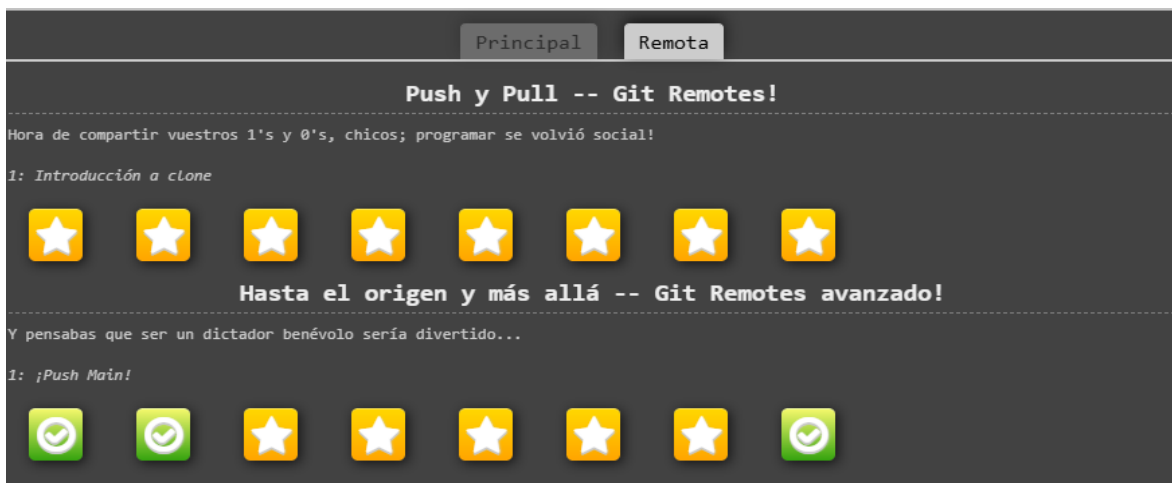 Principal
Remota
Push y Pull -- Git Remotes!
Hora de compartir vuestros 1's y 0's, chicos; programar se volvió social!
1: Introducción a clone
Hasta el origen y más allá -- Git Remotes avanzado!
Y pensabas que ser un dictador benévolo sería divertido...
1: ¡Push Main!